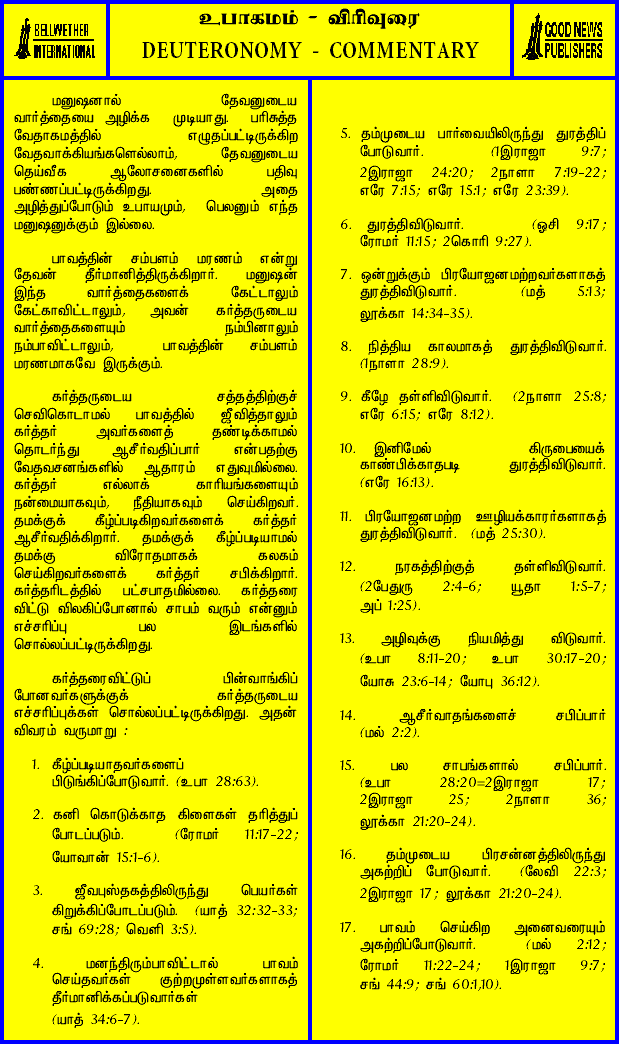 BELLWETHER
INTERNATIONAL
உபாகமம் - விரிவுரை
DEUTERONOMY - COMMENTARY
GOOD NEWS
PUBLISHERS
மனுஷனால் தேவனுடைய
வார்த்தையை அழிக்க முடியாது. பரிசுத்த
வேதாகமத்தில் எழுதப்பட்டிருக்கிற
வேதவாக்கியங்களெல்லாம், தேவனுடைய
தெய்வீக ஆலோசனைகளில் பதிவு
பண்ணப்பட்டிருக்கிறது. அதை
அழித்துப்போடும் உபாயமும், பெலனும் எந்த
மனுஷனுக்கும் இல்லை.
பாவத்தின் சம்பளம் மரணம் என்று
தேவன் தீர்மானித்திருக்கிறார். மனுஷன்
இந்த வார்த்தைகளைக் கேட்டாலும்
கேட்காவிட்டாலும், அவன் கர்த்தருடைய
வார்த்தைகளையும் நம்பினாலும்
நம்பாவிட்டாலும், பாவத்தின் சம்பளம்
மரணமாகவே இருக்கும்.
கர்த்தருடைய சத்தத்திற்குச்
செவிகொடாமல் பாவத்தில் ஜீவித்தாலும்
கர்த்தர் அவர்களைத் தண்டிக்காமல்
தொடர்ந்து ஆசீர்வதிப்பார் என்பதற்கு
வேதவசனங்களில் ஆதாரம் எதுவுமில்லை.
கர்த்தர் எல்லாக் காரியங்களையும்
நன்மையாகவும், நீதியாகவும் செய்கிறவர்.
தமக்குக் கீழ்ப்படிகிறவர்களைக் கர்த்தர்
ஆசீர்வதிக்கிறார். தமக்குக் கீழ்ப்படியாமல்
தமக்கு விரோதமாகக் கலகம்
செய்கிறவர்களைக் கர்த்தர் சபிக்கிறார்.
கர்த்தரிடத்தில் பட்சபாதமில்லை. கர்த்தரை
விட்டு விலகிப்போனால் சாபம் வரும் என்னும்
எச்சரிப்பு பல இடங்களில்
சொல்லப்பட்டிருக்கிறது.
கர்த்தரைவிட்டுப் பின்வாங்கிப்
போனவர்களுக்குக் கர்த்தருடைய
எச்சரிப்புக்கள் சொல்லப்பட்டிருக்கிறது. அதன்
விவரம் வருமாறு :
1. கீழ்ப்படியாதவர்களைப்
பிடுங்கிப்போடுவார். (உபா 28:63).
2. கனி கொடுக்காத கிளைகள் தரித்துப்
போடப்படும். (ரோமர் 11:17-22;
யோவான் 15:1-6).
3. ஜீவபுஸ்தகத்திலிருந்து பெயர்கள்
கிறுக்கிப்போடப்படும். (யாத் 32:32-33;
சங் 69:28; வெளி 3:5).
4. மனந்திரும்பாவிட்டால் பாவம்
செய்தவர்கள் குற்றமுள்ளவர்களாகத்
தீர்மானிக்கப்படுவார்கள்
(யாத் 34:6-7).
5. தம்முடைய பார்வையிலிருந்து துரத்திப்
போடுவார். (1இராஜா 9:7;
2இராஜா 24:20; 2நாளா 7:19-22;
எரே 7:15; எரே 15:1; எரே 23:39).
6. துரத்திவிடுவார். (ஓசி 9:17;
ரோமர் 11:15; 2கொரி 9:27).
7. ஒன்றுக்கும் பிரயோஜனமற்றவர்களாகத்
துரத்திவிடுவார். (மத் 5:13;
லூக்கா 14:34-35).
8. நித்திய காலமாகத் துரத்திவிடுவார்.
(1நாளா 28:9).
9. கீழே தள்ளிவிடுவார். (2நாளா 25:8;
எரே 6:15; எரே 8:12).
10. இனிமேல் கிருபையைக்
காண்பிக்காதபடி துரத்திவிடுவார்.
(எரே 16:13).
11. பிரயோஜனமற்ற ஊழியக்காரர்களாகத்
துரத்திவிடுவார். (மத் 25:30).
12. நரகத்திற்குத் தள்ளிவிடுவார்.
(2பேதுரு 2:4-6; யூதா 1:5-7;
அப் 1:25).
13. அழிவுக்கு நியமித்து விடுவார்.
(உபா 8:11-20; உபா 30:17-20;
யோசு 23:6-14; யோபு 36:12).
14. ஆசீர்வாதங்களைச் சபிப்பார்
(மல் 2:2).
15. பல சாபங்களால் சபிப்பார்.
(உபா 28:20=2இராஜா 17;
2இராஜா 25; 2நாளா 36;
லூக்கா 21:20-24).
16. தம்முடைய பிரசன்னத்திலிருந்து
அகற்றிப் போடுவார். (லேவி 22:3;
2இராஜா 17; லூக்கா 21:20-24).
17. பாவம் செய்கிற அனைவரையும்
அகற்றிப்போடுவார். (மல் 2:12;
ரோமர் 11:22-24; 1இராஜா 9:7;
சங் 44:9; சங் 60:1,10).